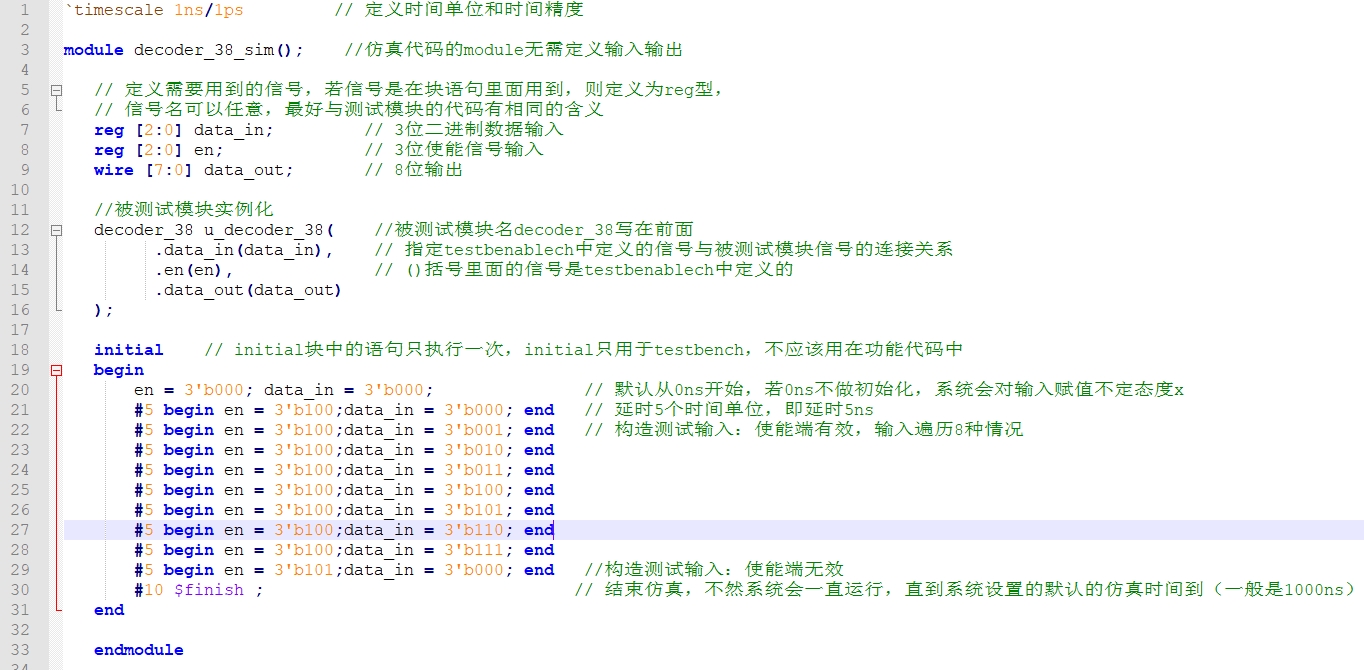 1 `timescale 1ns/1ps // 定义时间单位和时间精度
2
3 module decoder_38_sim(); //仿真代码的module无需定义输入输出
4
5 // 定义需要用到的信号，若信号是在块语句里面用到，则定义为reg型，
6 // 信号名可以任意，最好与测试模块的代码有相同的含义
7 reg [2:0] data_in; // 3位二进制数据输入
8 reg [2:0] en; // 3位使能信号输入
9 wire [7:0] data_out; // 8位输出
10
11 //被测试模块实例化
12 decoder_38 u_decoder_38( //被测试模块名decoder_38写在前面
13 .data_in(data_in), // 指定testbenablech中定义的信号与被测试模块信号的连接关系
14 .en(en), // ()括号里面的信号是testbenablech中定义的
15 .data_out(data_out)
16 );
17
18 initial // initial块中的语句只执行一次，initial只用于testbench，不应该用在功能代码中
19 begin
20 en = 3'b000; data_in = 3'b000; // 默认从0ns开始，若0ns不做初始化，系统会对输入赋值不定态度x
21 #5 begin en = 3'b100;data_in = 3'b000; end // 延时5个时间单位，即延时5ns
22 #5 begin en = 3'b100;data_in = 3'b001; end // 构造测试输入：使能端有效，输入遍历8种情况
23 #5 begin en = 3'b100;data_in = 3'b010; end
24 #5 begin en = 3'b100;data_in = 3'b011; end
25 #5 begin en = 3'b100;data_in = 3'b100; end
26 #5 begin en = 3'b100;data_in = 3'b101; end
27 #5 begin en = 3'b100;data_in = 3'b110; end
28 #5 begin en = 3'b100;data_in = 3'b111; end
29 #5 begin en = 3'b101;data_in = 3'b000; end //构造测试输入：使能端无效
30 #10 $finish ; // 结束仿真，不然系统会一直运行，直到系统设置的默认的仿真时间到（一般是1000ns）
31 end
32
33 endmodule
34